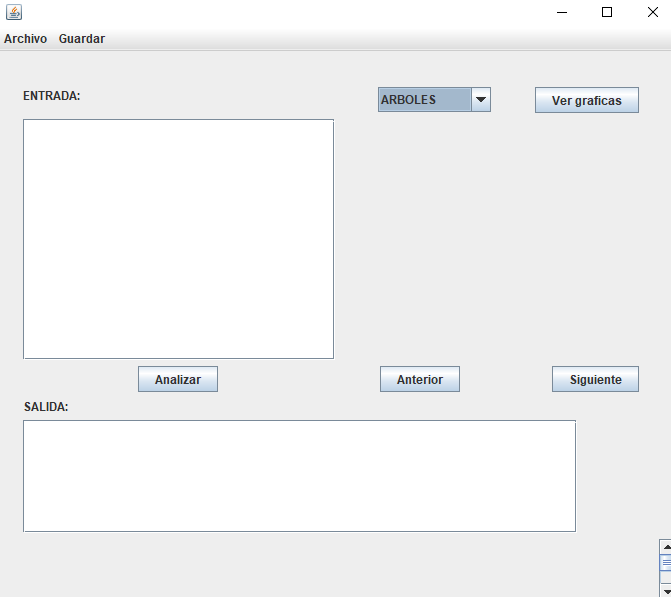 Archivo Guardar
ENTRADA:
ARBOLES
Ver graficas
Analizar
Anterior
Siguiente
SALIDA: